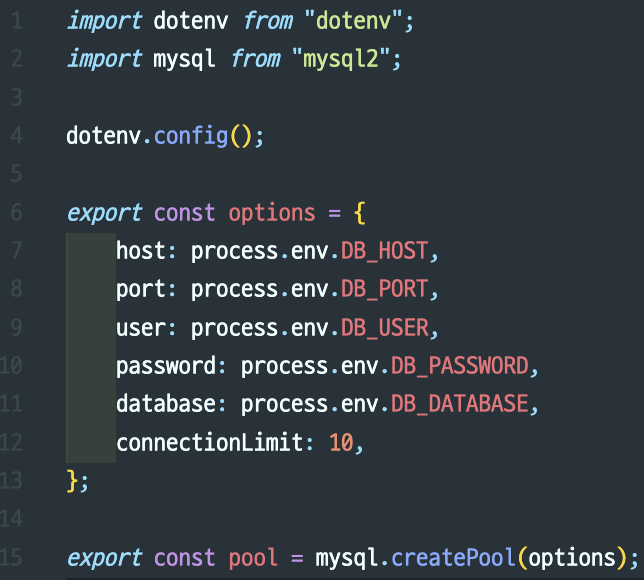 1 import dotenv from "dotenv";
2 import mysql from "mysql2";
3
4 dotenv.config();
5
6 export const options = {
7 host: process.env.DB_HOST,
8 port: process.env.DB_PORT,
9 user: process.env.DB_USER,
10 password: process.env.DB_PASSWORD,
11 database: process.env.DB_DATABASE,
12 connectionLimit: 10,
13 };
14
15 export const pool = mysql.createPool(options);